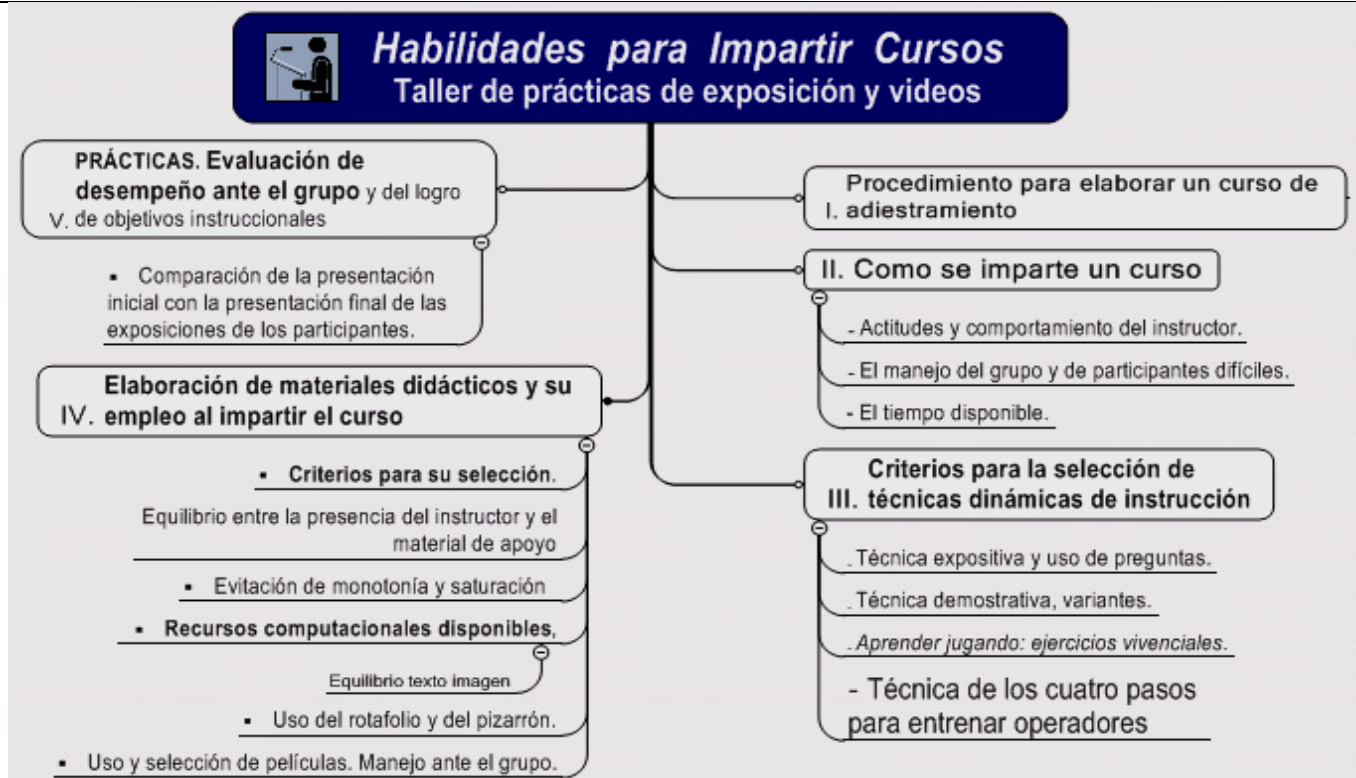 Habilidades para Impartir Cursos
Taller de prácticas de exposición y videos
Procedimiento para elaborar un curso de
I. adiestramiento
II. Como se imparte un curso
- Actitudes y comportamiento del instructor.
- El manejo del grupo y de participantes difíciles.
- El tiempo disponible.
Criterios para la selección de
III. técnicas dinámicas de instrucción
. Técnica expositiva y uso de preguntas.
. Técnica demostrativa, variantes.
. Aprender jugando: ejercicios vivenciales.
- Técnica de los cuatro pasos
para entrenar operadores
Elaboración de materiales didácticos y su
IV. empleo al impartir el curso
▪ Criterios para su selección.
Equilibrio entre la presencia del instructor y el
material de apoyo
▪ Evitación de monotonía y saturación
▪ Recursos computacionales disponibles,
Equilibrio texto imagen
▪ Uso del rotafolio y del pizarrón.
▪ Uso y selección de películas. Manejo ante el grupo.
PRÁCTICAS. Evaluación de
desempeño ante el grupo y del logro
V. de objetivos instruccionales
▪ Comparación de la presentación
inicial con la presentación final de las
exposiciones de los participantes.